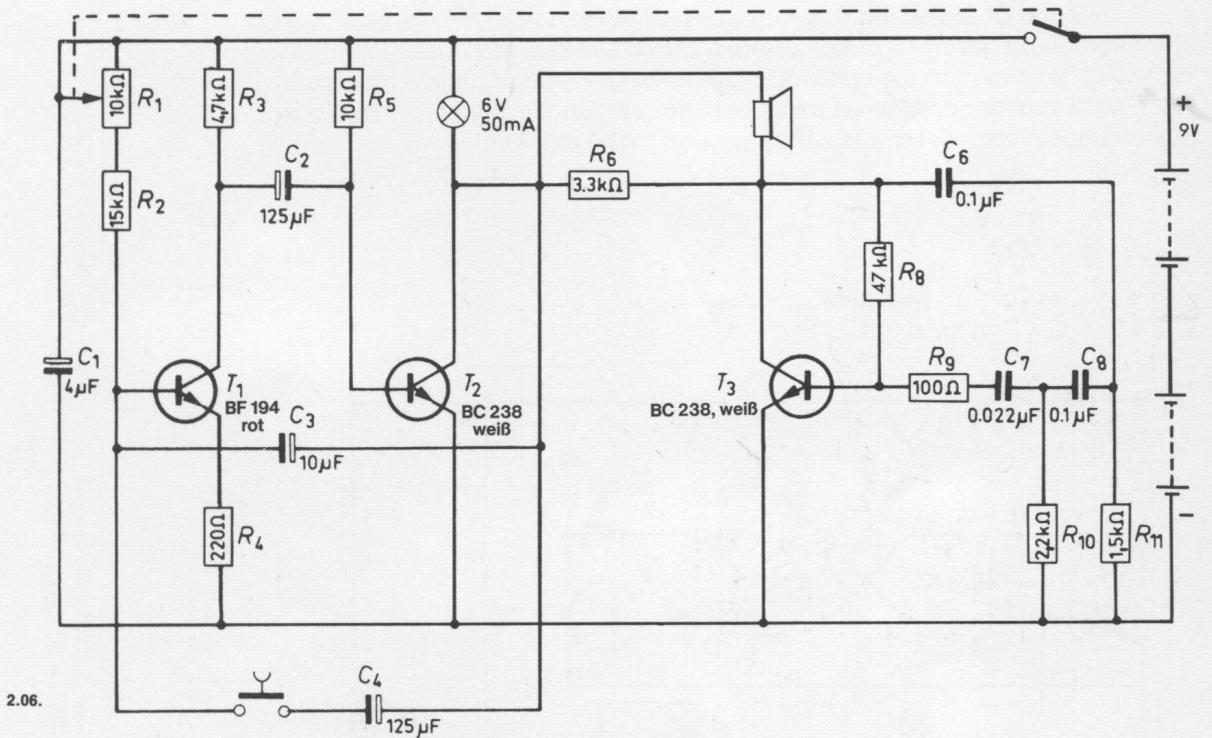 10kΩ
R1
4,7kΩ
R3
10kΩ
R5
6V
50mA
+
9V
C2
125µF
R6
3.3kΩ
C6
0.1µF
15kΩ
R2
47kΩ
R8
C1
4µF
T1
BF 194
rot
T2
BC 238
weiß
T3
BC 238, weiß
R9
100Ω
C7
0.022µF
C8
0.1µF
C3
10µF
220Ω
R4
2,2kΩ
R10
1,5kΩ
R11
−
C4
125µF
2.06.